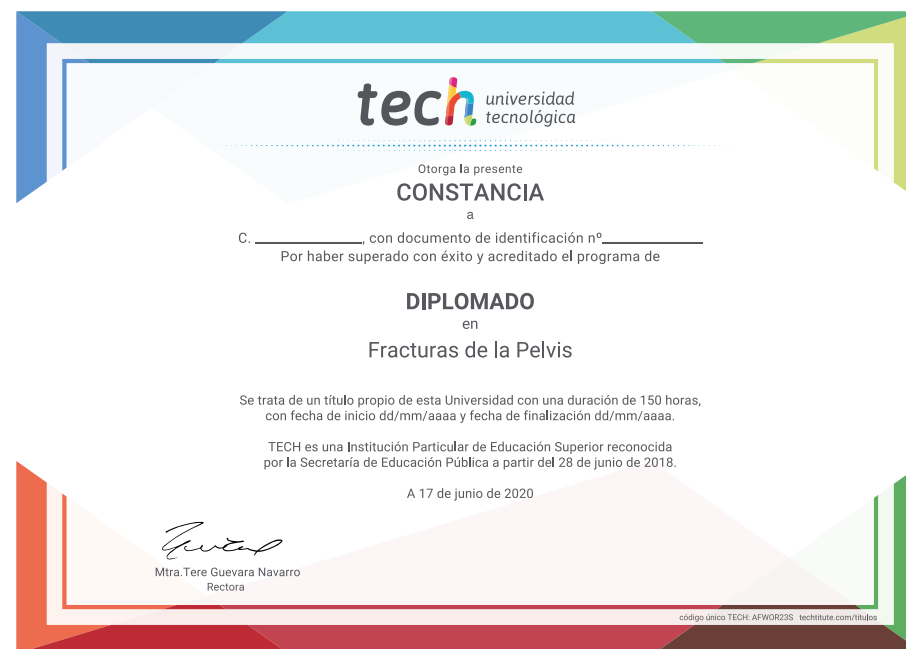 tech universidad
tecnológica
Otorga la presente
CONSTANCIA
a
C. ____________, con documento de identificación nº____________
Por haber superado con éxito y acreditado el programa de
DIPLOMADO
en
Fracturas de la Pelvis
Se trata de un título propio de esta Universidad con una duración de 150 horas,
con fecha de inicio dd/mm/aaaa y fecha de finalización dd/mm/aaaa.
TECH es una Institución Particular de Educación Superior reconocida
por la Secretaría de Educación Pública a partir del 28 de junio de 2018.
A 17 de junio de 2020
Mtra.Tere Guevara Navarro
Rectora
código único TECH: AFWOR23S techtitute.com/titulos